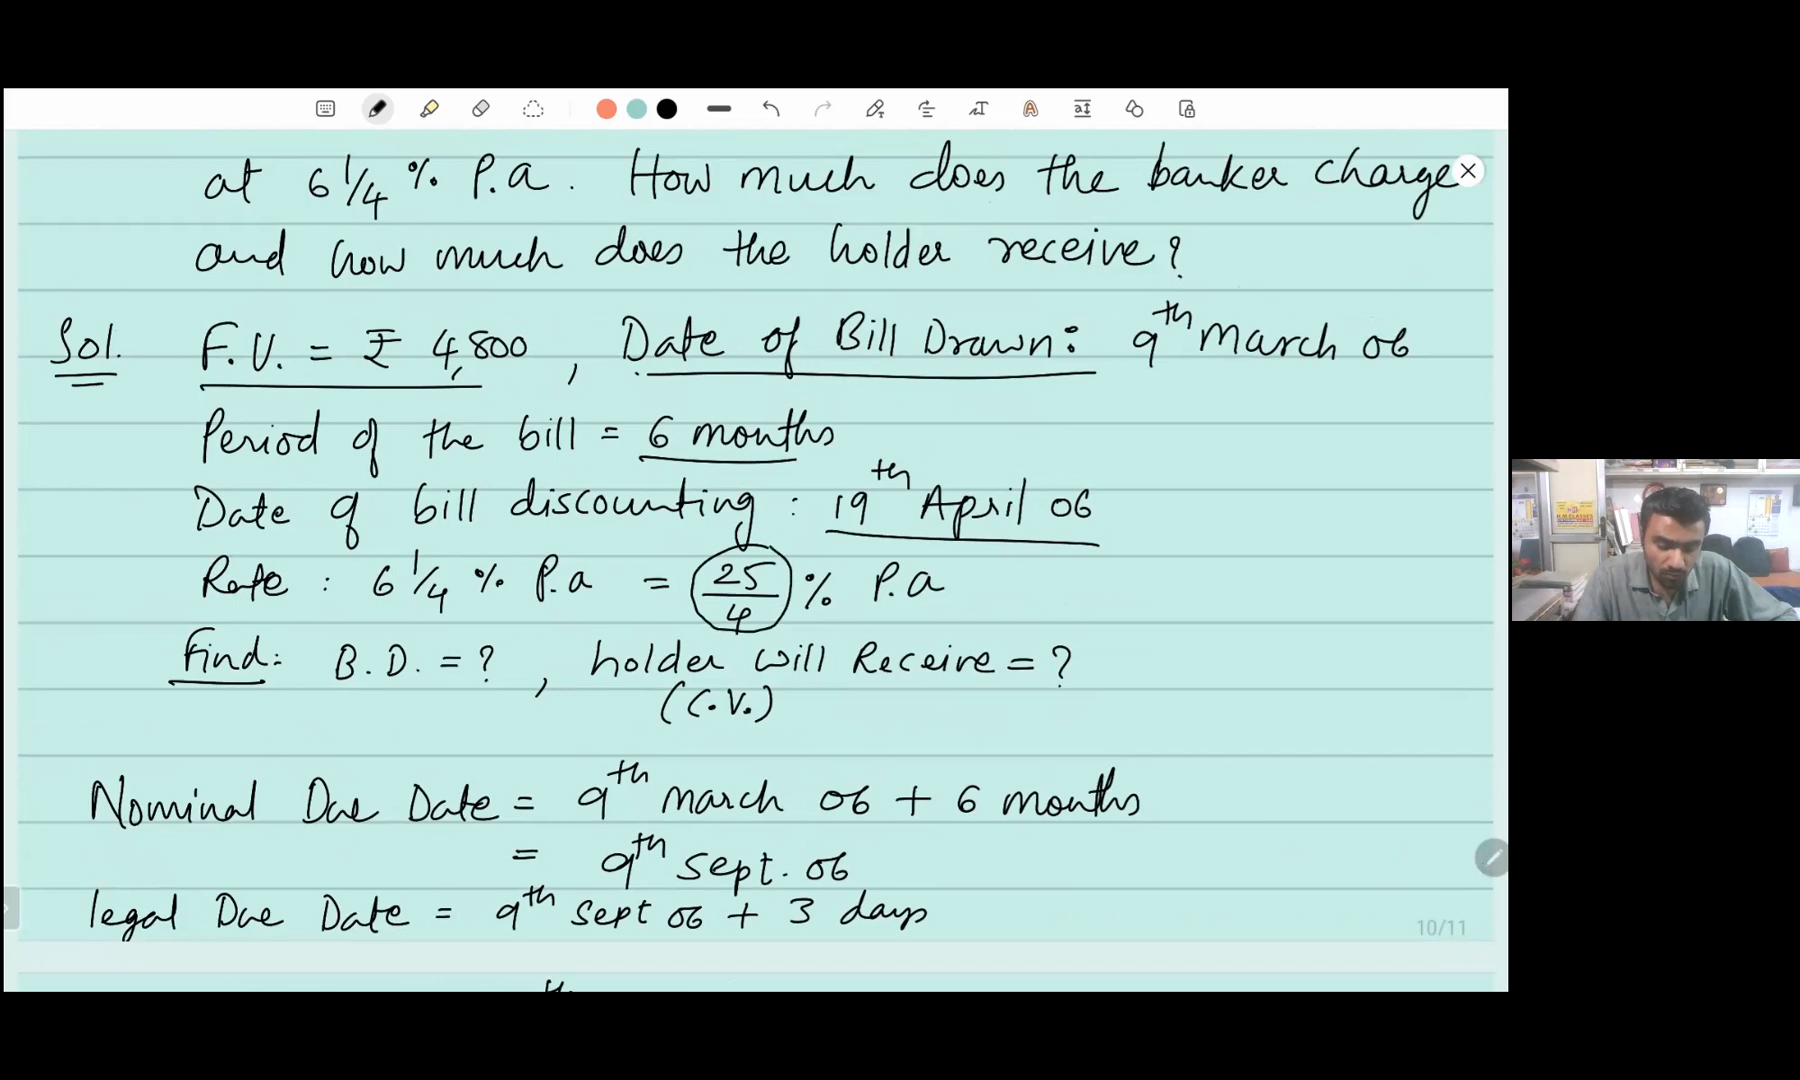 at 6 1/4 % P.a. How much does the banker charge
and how much does the holder receive?
Sol. F.V. = ₹ 4,800, Date of Bill Drawn: 9th March 06
Period of the bill = 6 months
Date of bill discounting : 19th April 06
Rate : 6 1/4 % P.a = 25/4 % P.a
Find: B.D. = ?, holder will Receive = ?
(C.V.)
Nominal Due Date = 9th march 06 + 6 months
= 9th sept. 06
legal Due Date = 9th sept 06 + 3 days
10/11